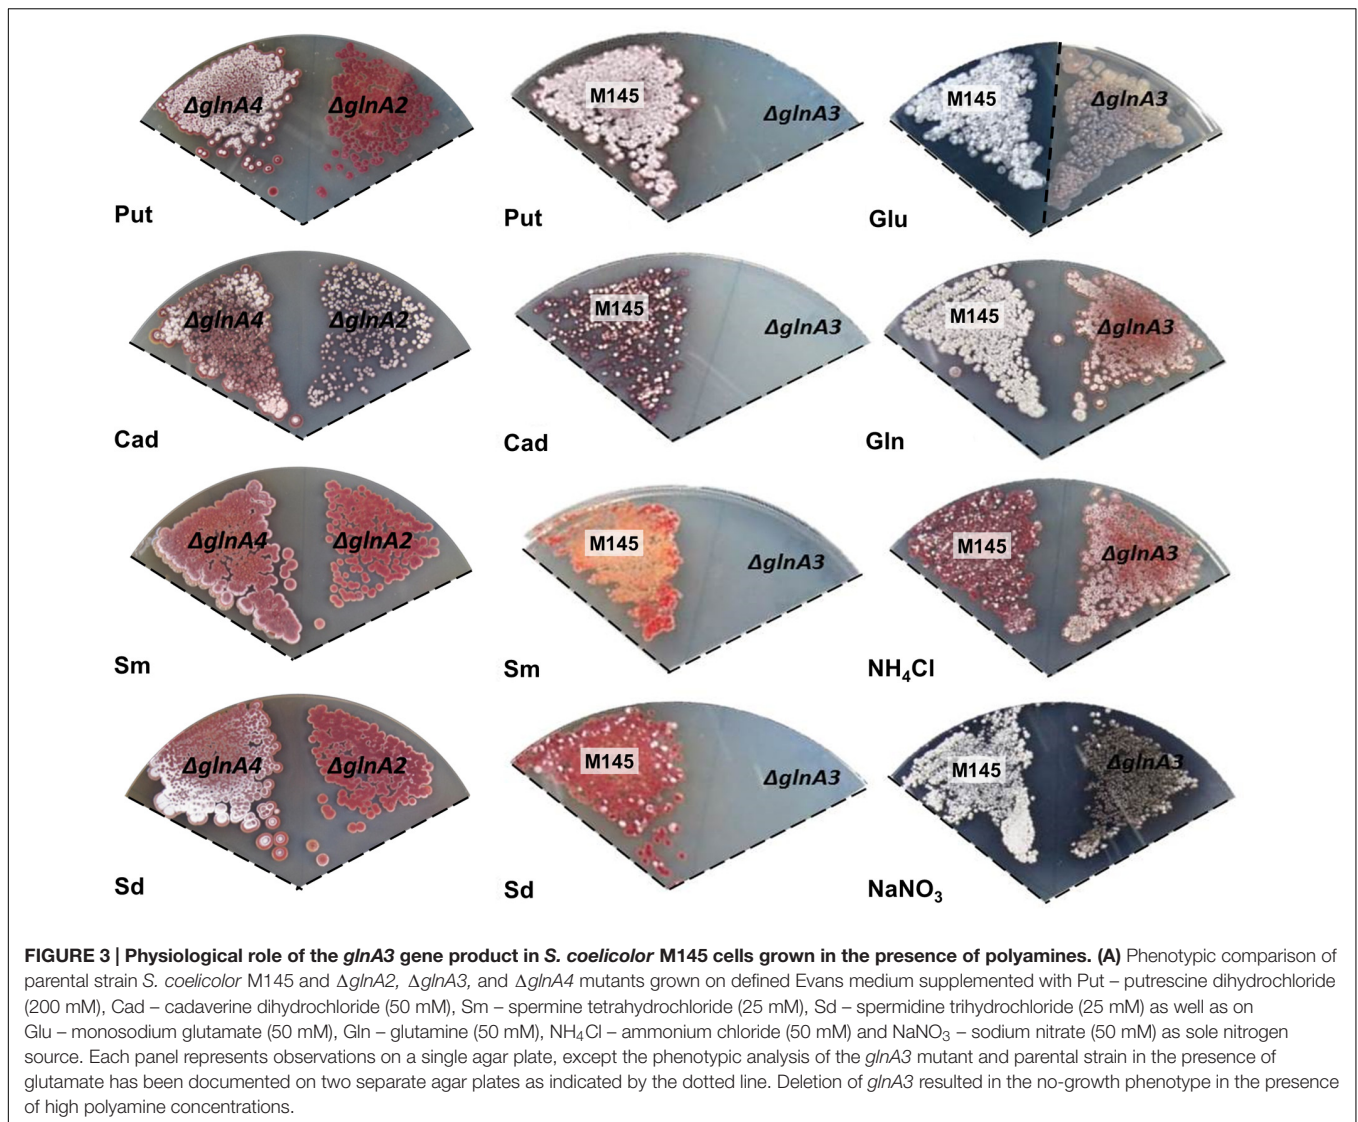 ΔglnA4 ΔglnA2
Put
M145 ΔglnA3
Put
M145 ΔglnA3
Glu
ΔglnA4 ΔglnA2
Cad
M145 ΔglnA3
Cad
M145 ΔglnA3
Gln
ΔglnA4 ΔglnA2
Sm
M145 ΔglnA3
Sm
M145 ΔglnA3
NH₄Cl
ΔglnA4 ΔglnA2
Sd
M145 ΔglnA3
Sd
M145 ΔglnA3
NaNO₃
FIGURE 3 | Physiological role of the glnA3 gene product in S. coelicolor M145 cells grown in the presence of polyamines. (A) Phenotypic comparison of
parental strain S. coelicolor M145 and ΔglnA2, ΔglnA3, and ΔglnA4 mutants grown on defined Evans medium supplemented with Put – putrescine dihydrochloride
(200 mM), Cad – cadaverine dihydrochloride (50 mM), Sm – spermine tetrahydrochloride (25 mM), Sd – spermidine trihydrochloride (25 mM) as well as on
Glu – monosodium glutamate (50 mM), Gln – glutamine (50 mM), NH₄Cl – ammonium chloride (50 mM) and NaNO₃ – sodium nitrate (50 mM) as sole nitrogen
source. Each panel represents observations on a single agar plate, except the phenotypic analysis of the glnA3 mutant and parental strain in the presence of
glutamate has been documented on two separate agar plates as indicated by the dotted line. Deletion of glnA3 resulted in the no-growth phenotype in the presence
of high polyamine concentrations.